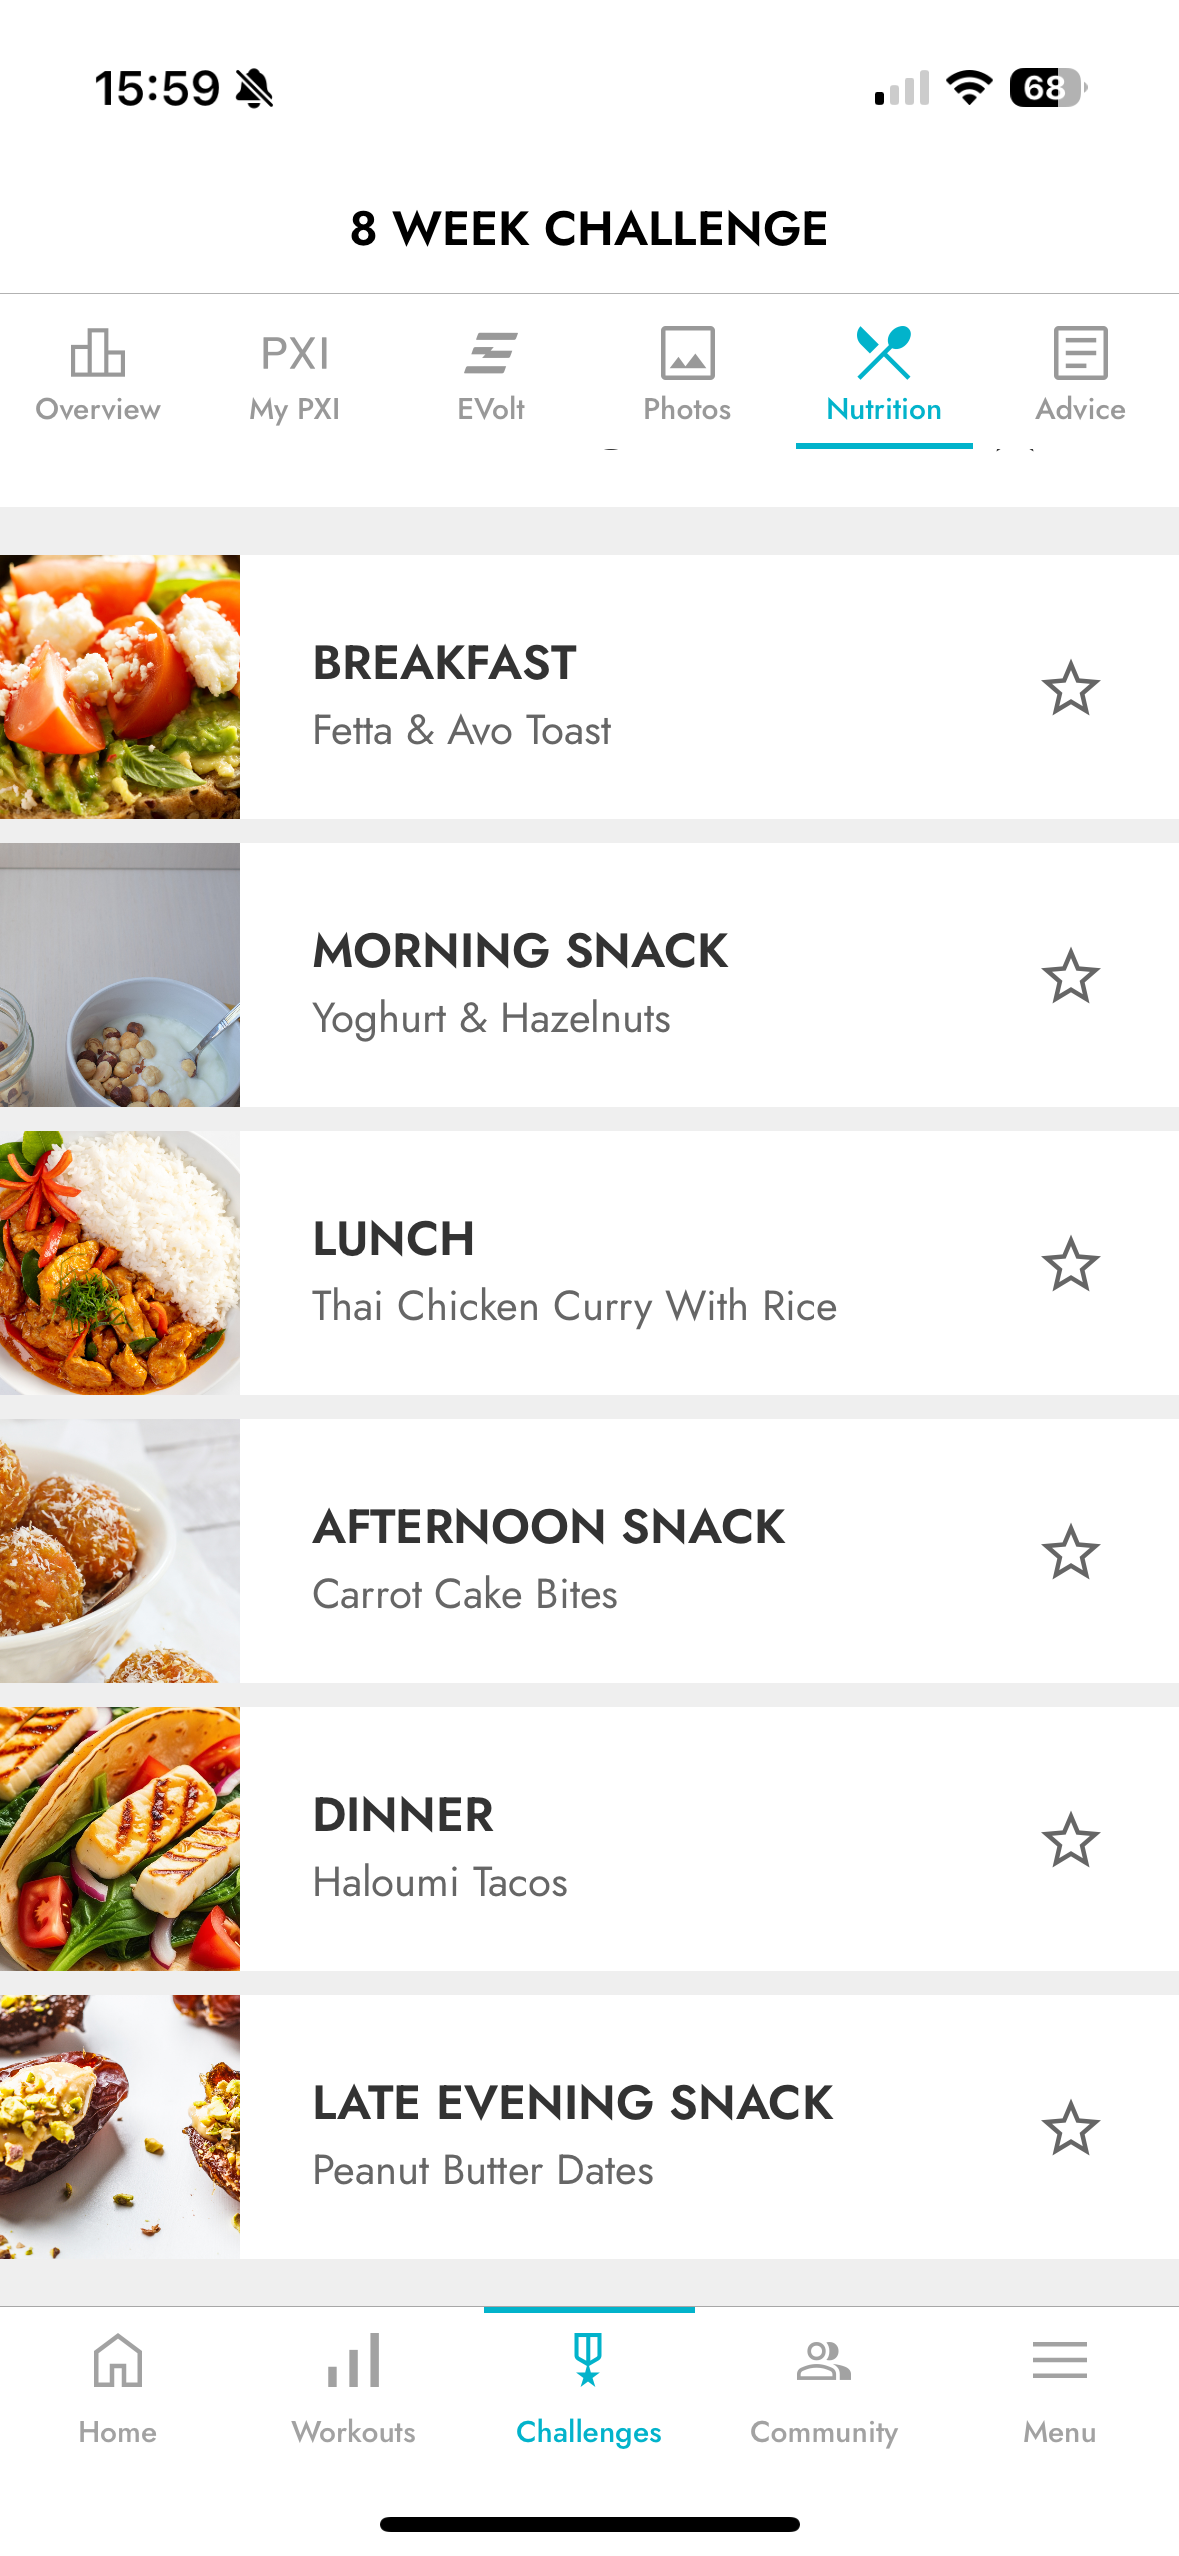 15:59
68
8 WEEK CHALLENGE
PXI
Overview
My PXI
EVolt
Photos
Nutrition
Advice
BREAKFAST
Fetta & Avo Toast
MORNING SNACK
Yoghurt & Hazelnuts
LUNCH
Thai Chicken Curry With Rice
AFTERNOON SNACK
Carrot Cake Bites
DINNER
Haloumi Tacos
LATE EVENING SNACK
Peanut Butter Dates
Home
Workouts
Challenges
Community
Menu